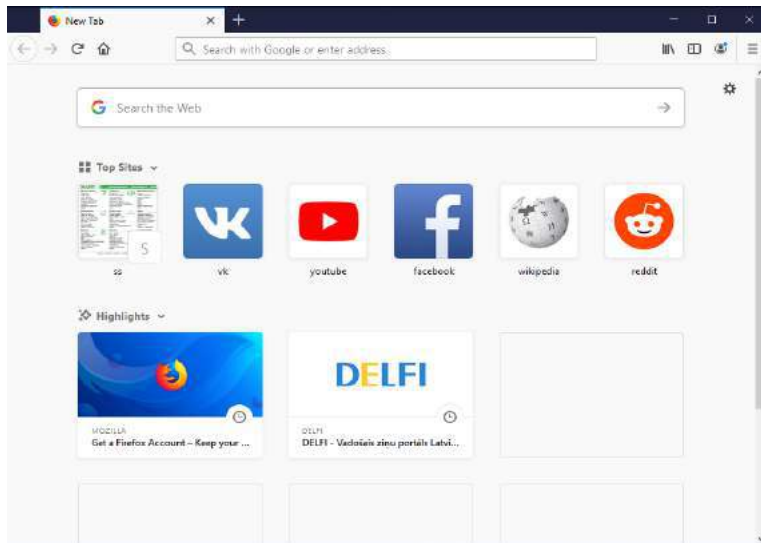 New Tab
Search with Google or enter address
Search the Web
Top Sites
S
ss
vk
youtube
facebook
wikipedia
reddit
Highlights
DELFI
MOZILLA
Get a Firefox Account – Keep your ...
DELFI
DELFI - Vadošais ziņu portāls Latvi...